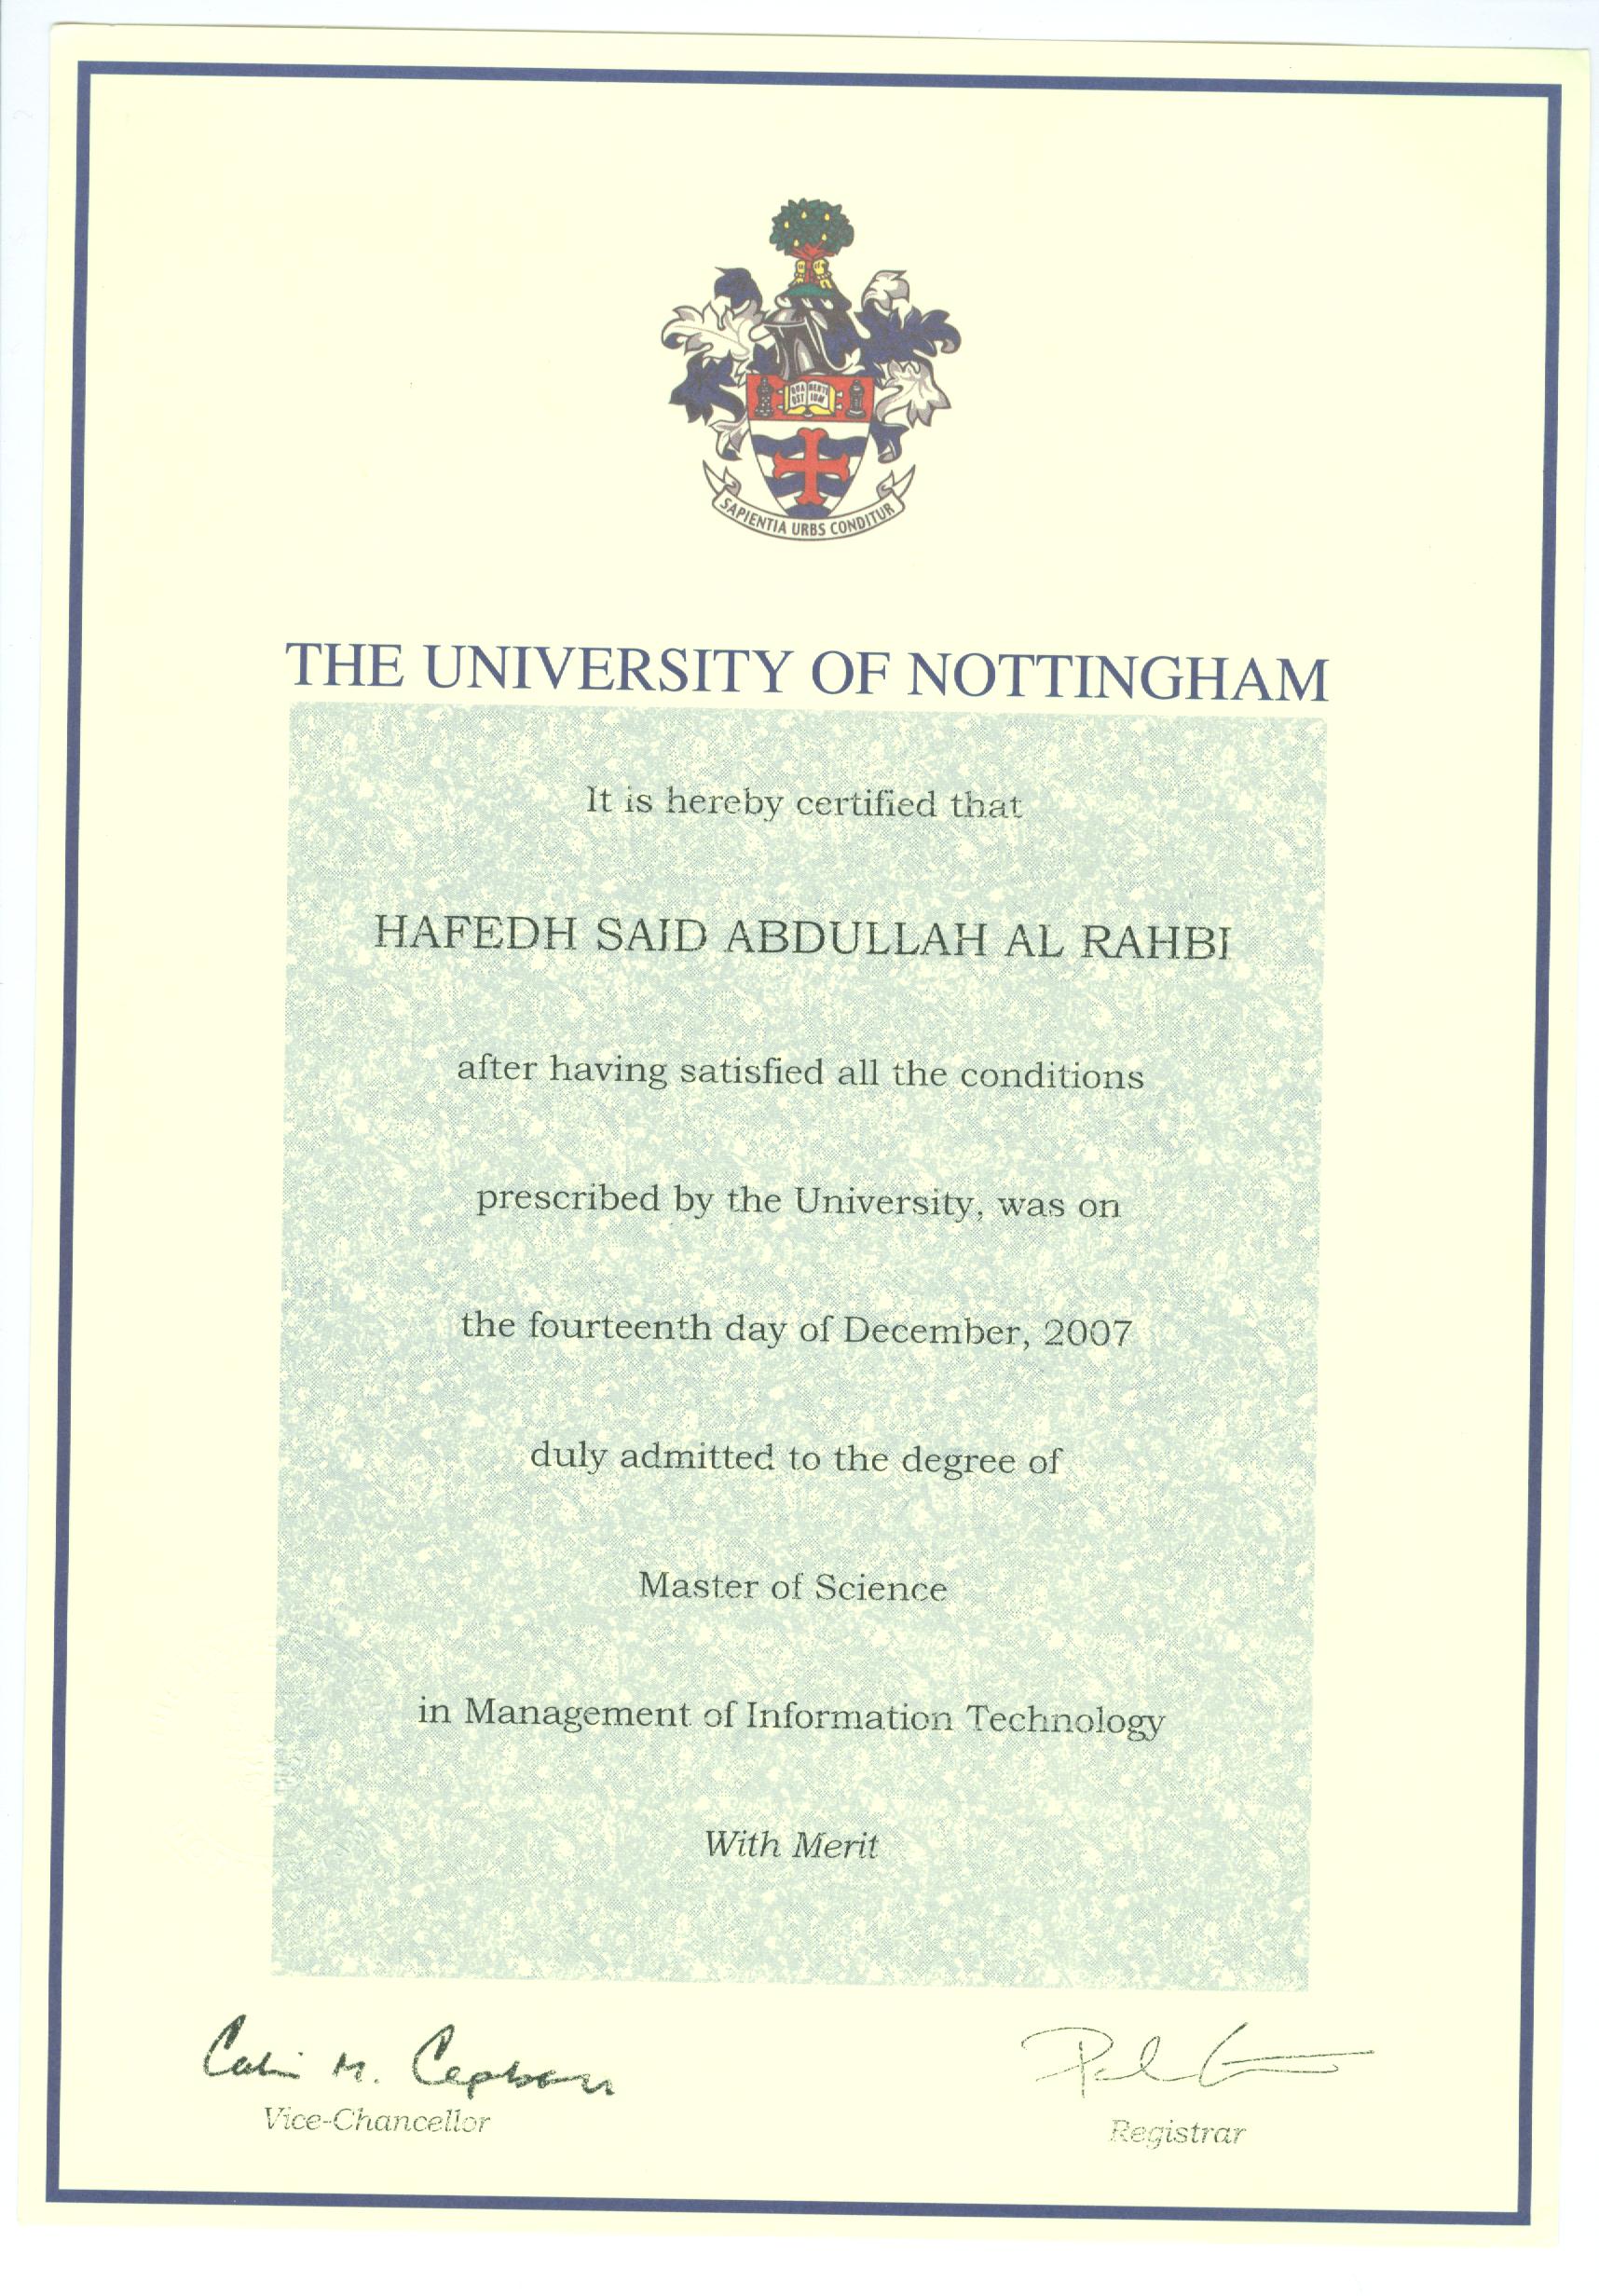 SAPIENTIA URBS CONDITUR
THE UNIVERSITY OF NOTTINGHAM
It is hereby certified that
HAFEDH SAID ABDULLAH AL RAHBI
after having satisfied all the conditions
prescribed by the University, was on
the fourteenth day of December, 2007
duly admitted to the degree of
Master of Science
in Management of Information Technology
With Merit
Colin M. Campbell
Vice-Chancellor
Registrar